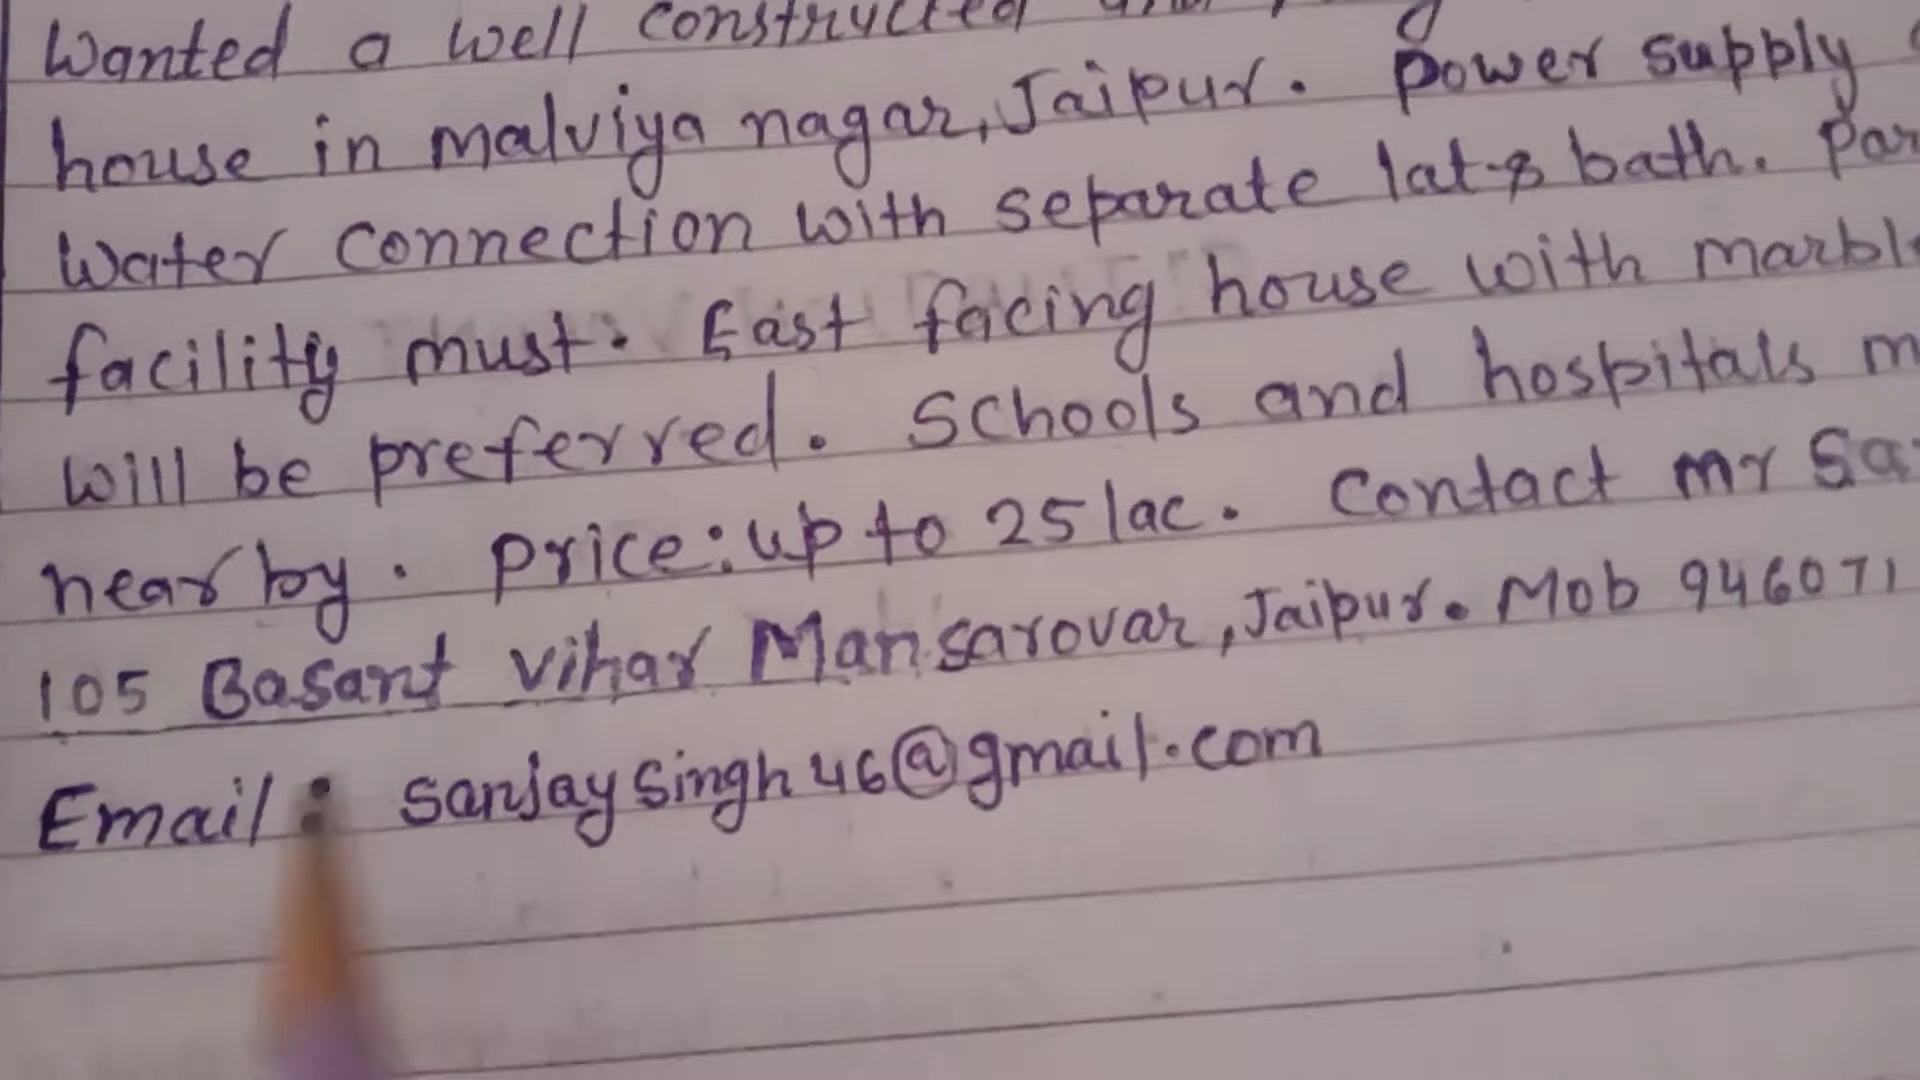 Wanted a well constructed
house in malviya nagar, Jaipur. Power supply
water connection with separate lat & bath. Par
facility must. East facing house with marbl
will be preferred. Schools and hospitals m
near by. Price: up to 25 lac. Contact mr Sa
105 Basant vihar Mansarovar, Jaipur. Mob 946071
Email: sanjaysingh46@gmail.com